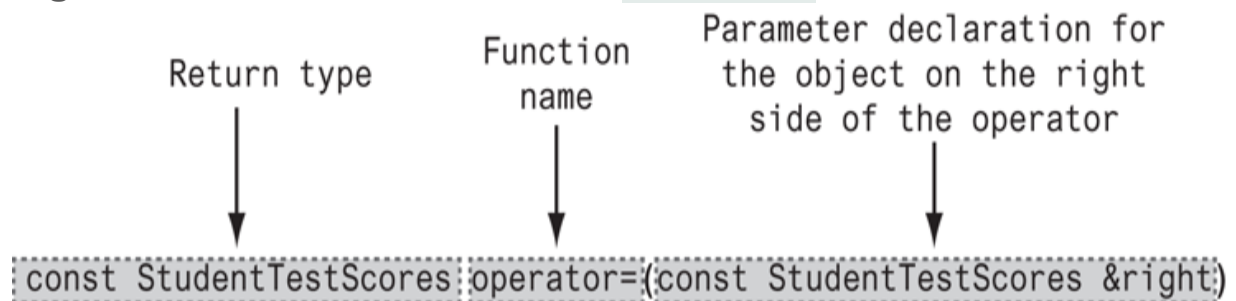 Return type
Function
name
Parameter declaration for
the object on the right
side of the operator
const StudentTestScores operator=(const StudentTestScores &right)